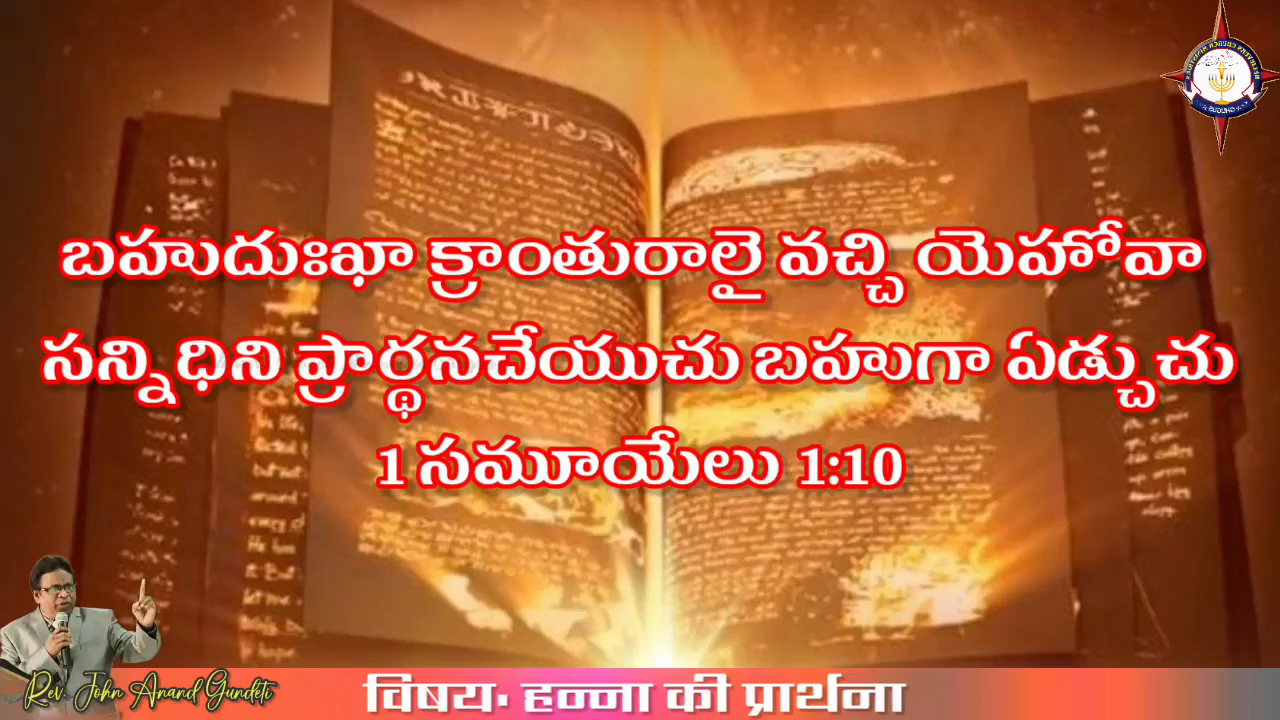 బహుదుఃఖా క్రాంతురాలై వచ్చి యెహోవా
సన్నిధిని ప్రార్థనచేయుచు బహుగా ఏడ్చుచు
1 సమూయేలు 1:10
Rev. John Anand Gundeti
विषय: हन्ना की प्रार्थना